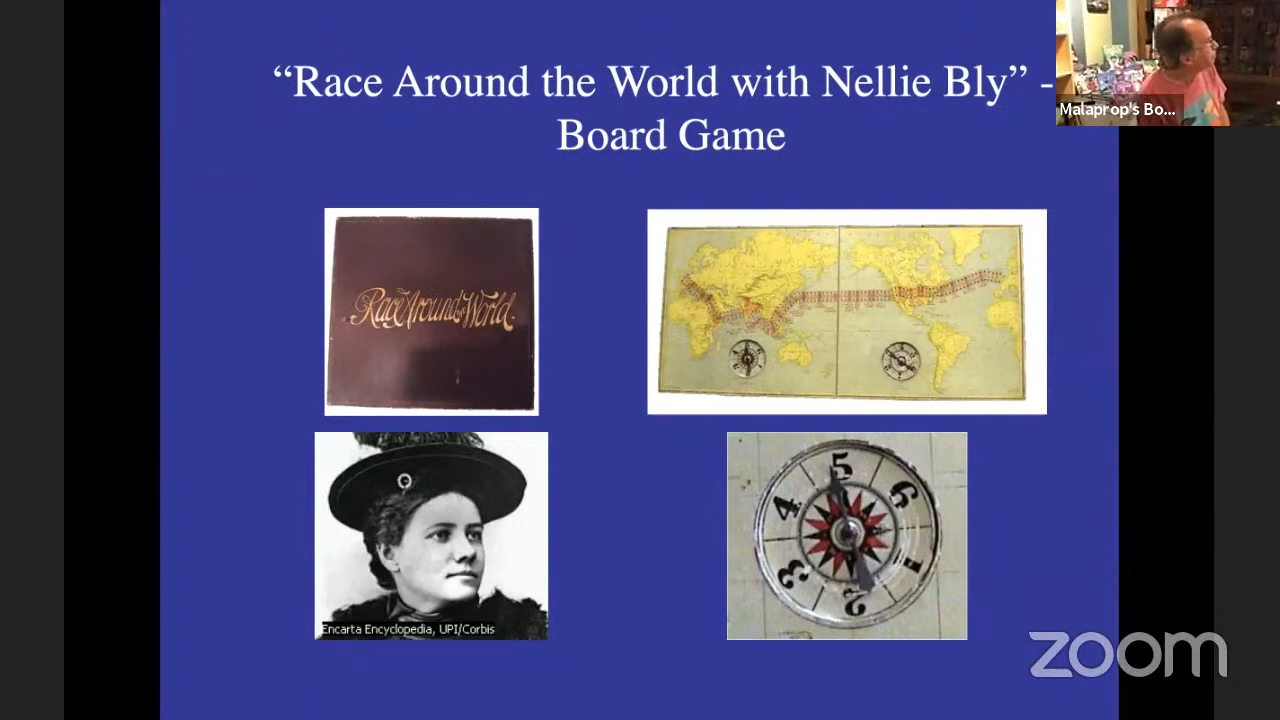 “Race Around the World with Nellie Bly” -
Board Game
Malaprop's Bo...
Race Around the World.
Encarta Encyclopedia, UPI/Corbis
5
6
4
1
3
2
zoom